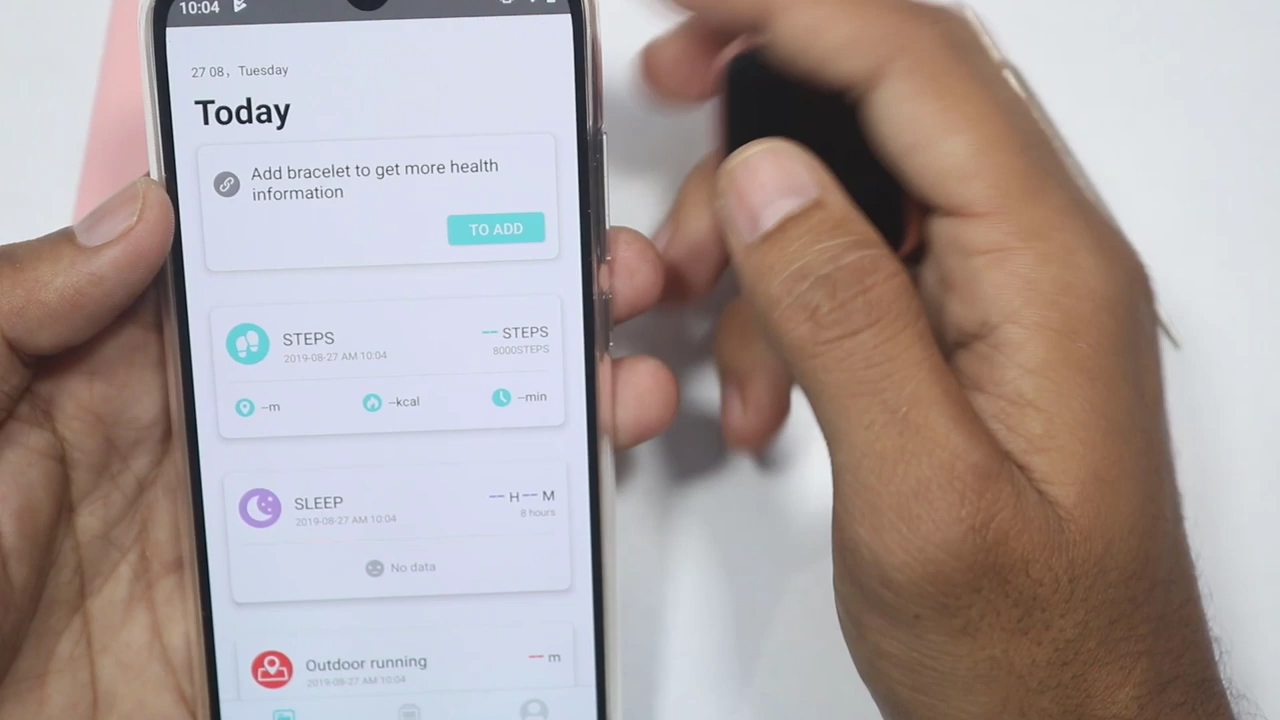 10:04
27 08, Tuesday
Today
Add bracelet to get more health
information
TO ADD
STEPS
-- STEPS
2019-08-27 AM 10:04
8000STEPS
--m
--kcal
--min
SLEEP
-- H -- M
2019-08-27 AM 10:04
8 hours
No data
Outdoor running
-- m
2019-08-27 AM 10:04